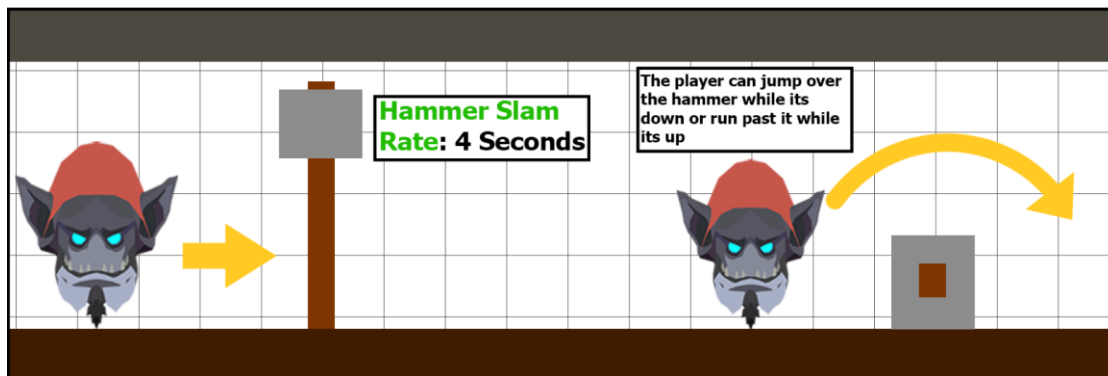 Hammer Slam
Rate: 4 Seconds
The player can jump over
the hammer while its
down or run past it while
its up